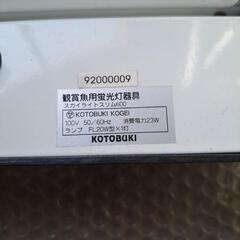 92000009
観賞魚用蛍光灯器具
スカイライトスリム600
KOTOBUKI KOGEI
100V 50/60Hz 消費電力23W
ランプ FL20W型×1灯
KOTOBUKI